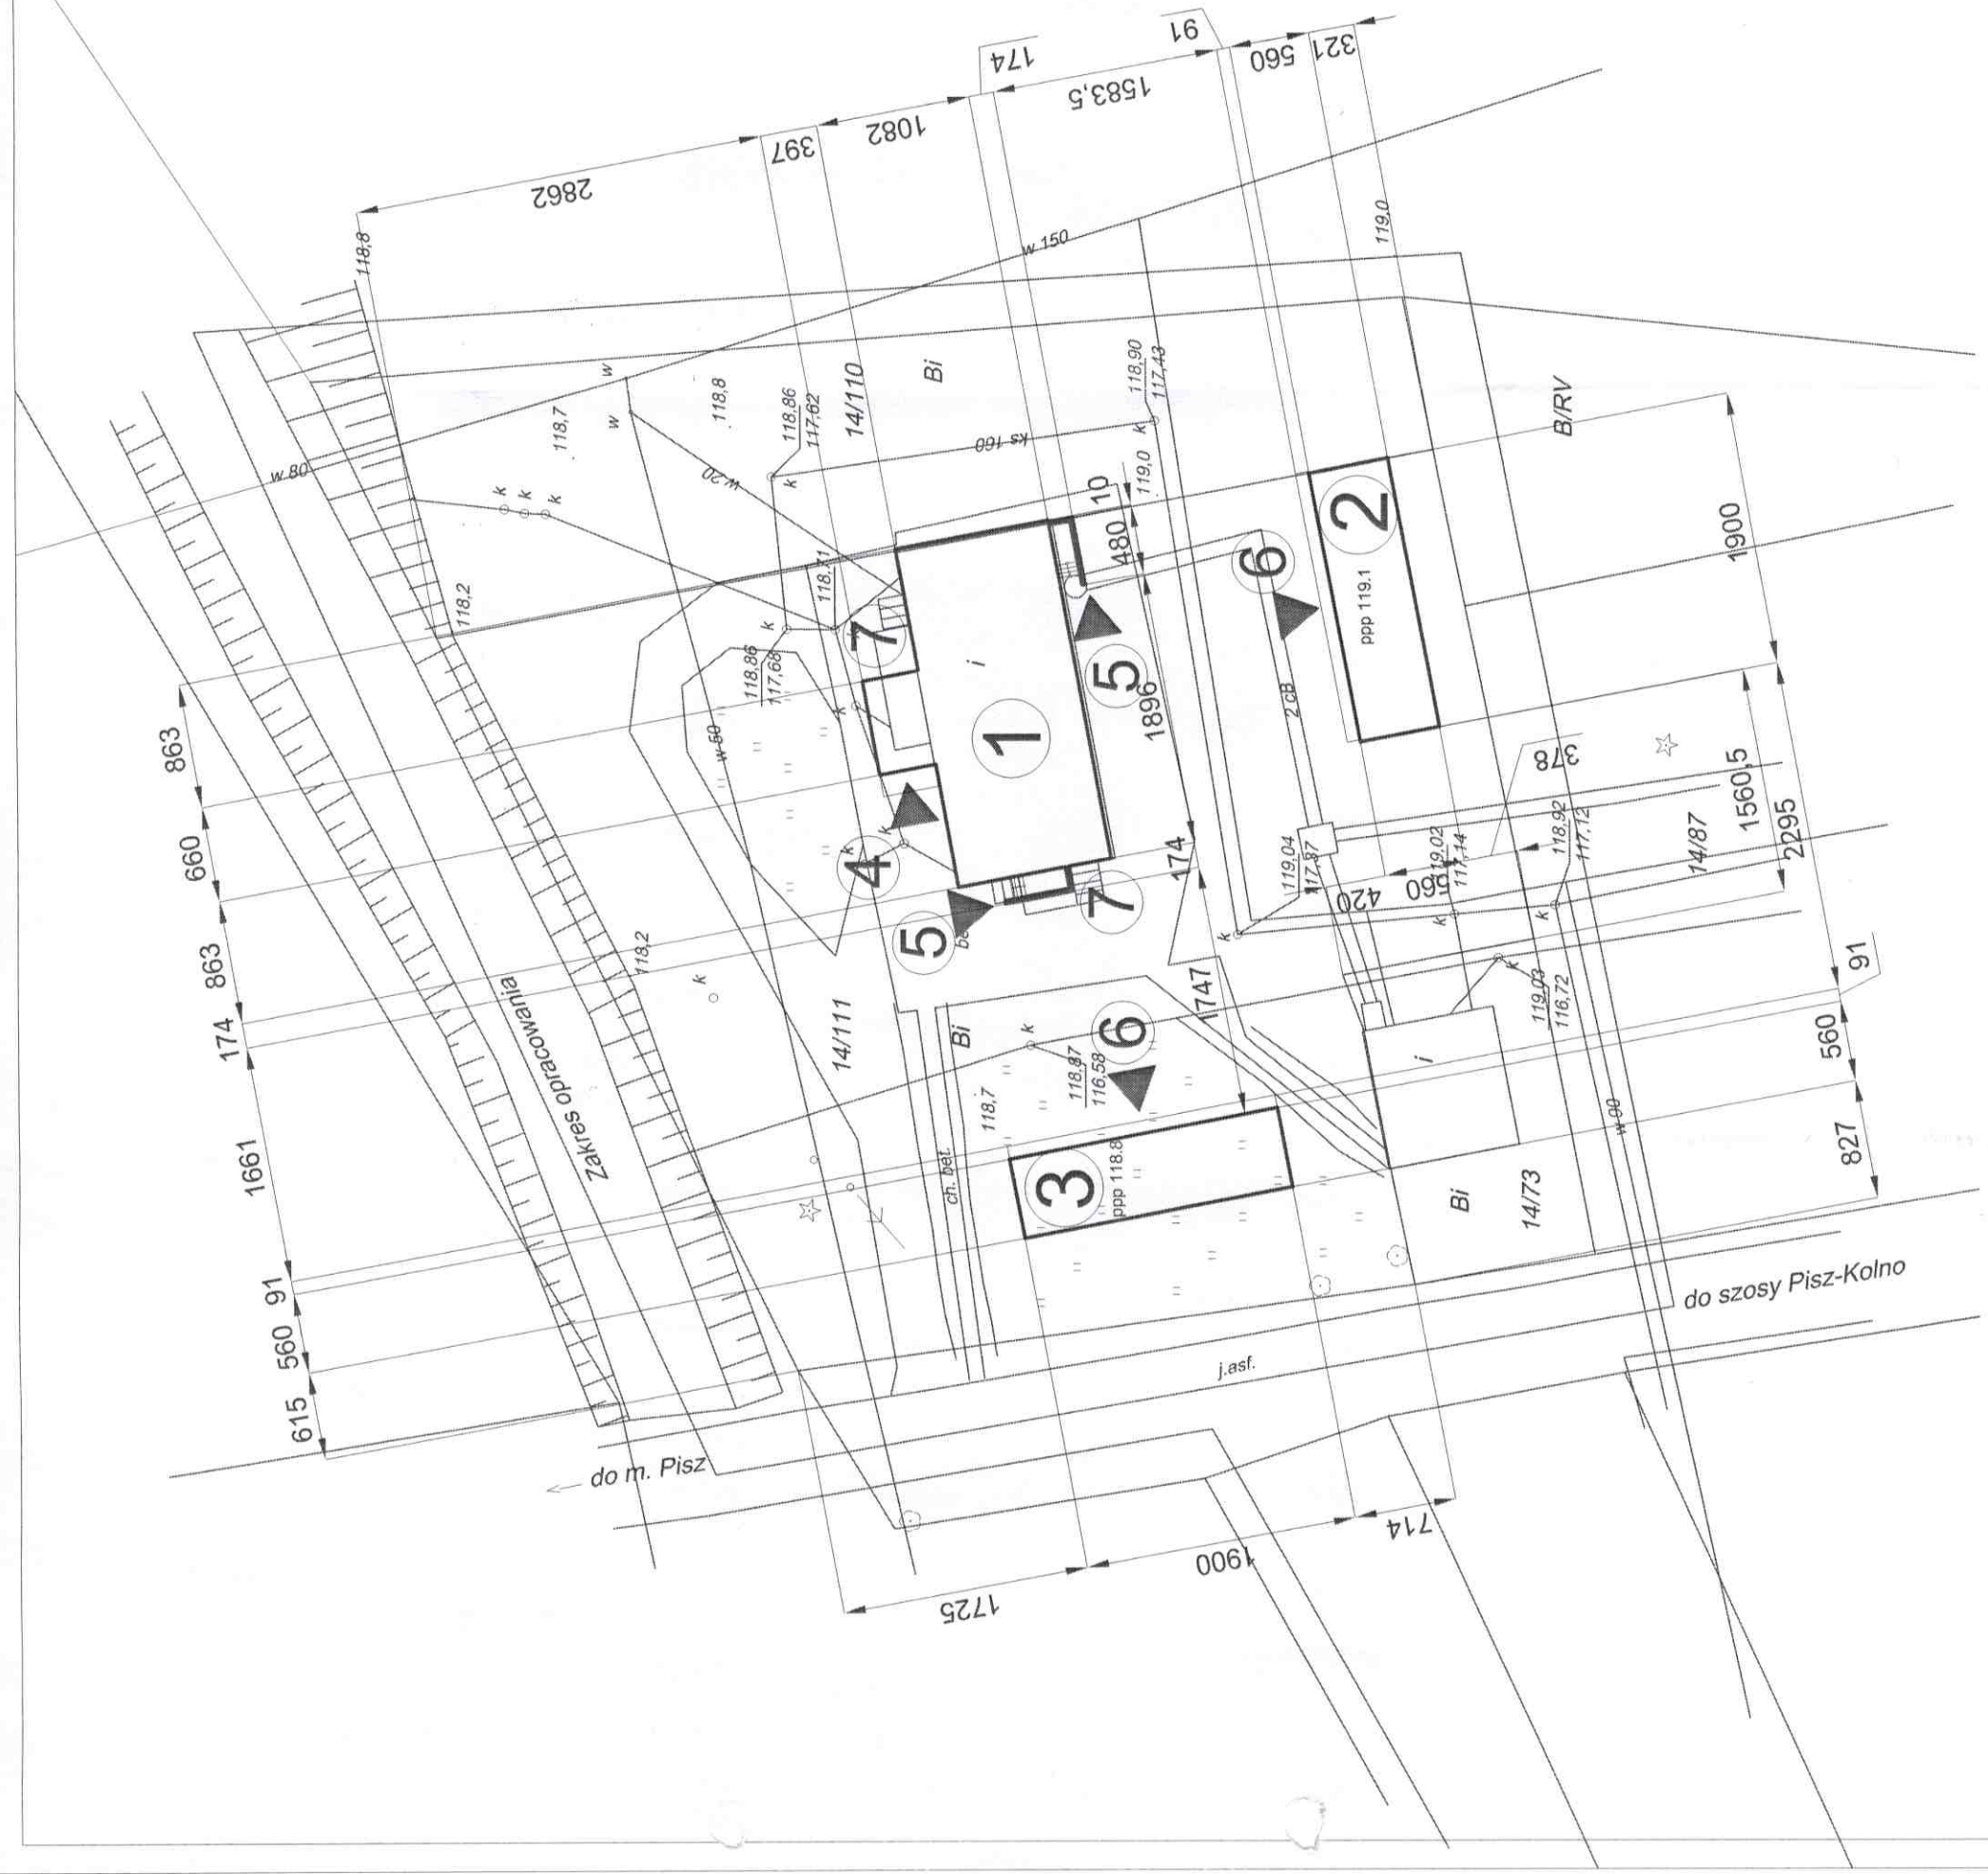 91
174
560
321
1583,5
1082
397
2862
118,8
w 150
119,0
w
w
118,7
118,8
118,86
117,62
14/110
Bi
118,90
117,43
k
B/RV
w 80
k
k
k
w 20
k
ks 160
119,0
10
480
2
1900
118,2
118,71
7
6
ppp 119.1
k
118,86
117,68
i
5
1896
863
w 50
k
1
2 cB
378
1560,5
2295
660
k
k
4
174
119,04
117,87
119,02
117,14
118,92
117,12
14/87
420
560
863
118,2
5
7
k
k
k
k
1747
k
119,03
116,72
91
174
Zakres opracowania
14/111
Bi
k
118,87
116,58
6
i
560
1661
118,7
ch. bet.
3
ppp 118.8
w 90
827
Bi
14/73
91
560
615
do szosy Pisz-Kolno
j.asf.
do m. Pisz
714
1900
1725